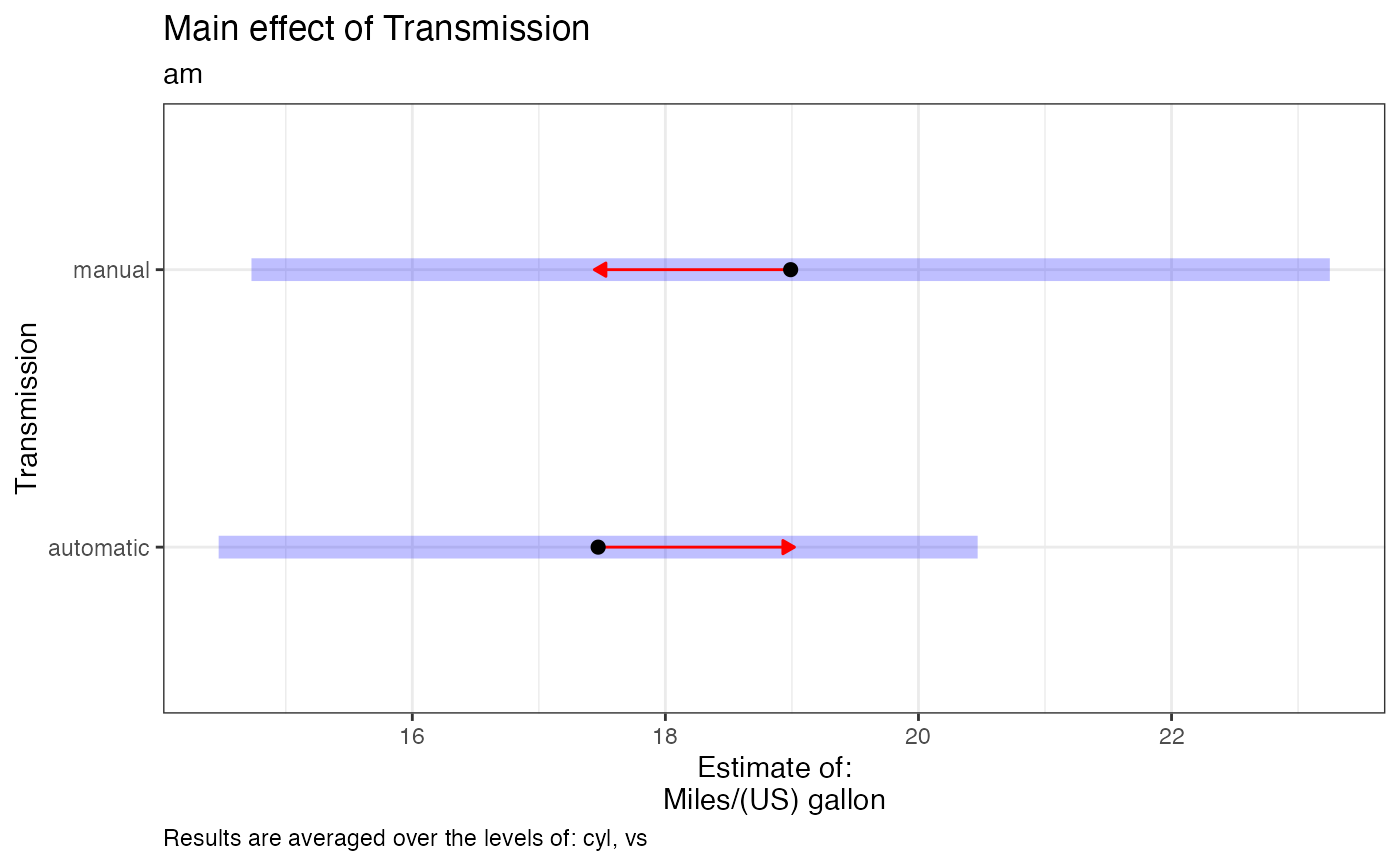 Main effect of Transmission
am
Transmission
manual
automatic
16 18 20 22
Estimate of:
Miles/(US) gallon
Results are averaged over the levels of: cyl, vs